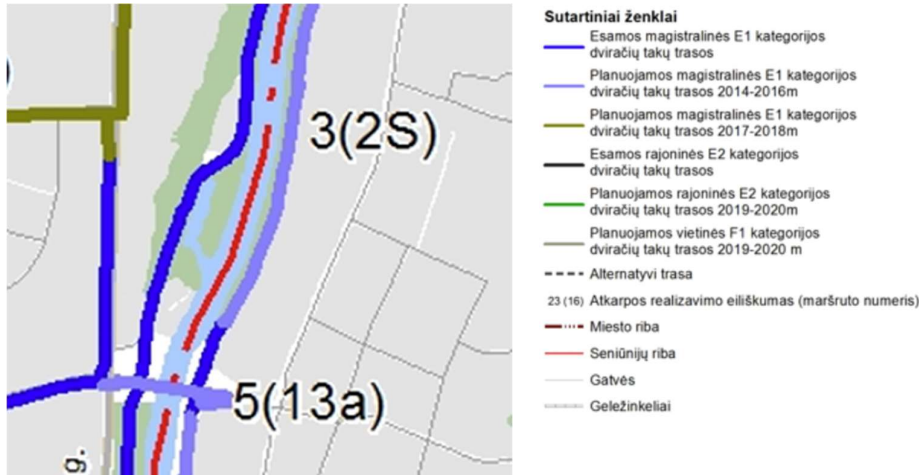 3(2S)
5(13a)
g.
Sutartiniai ženklai
Esamos magistralinės E1 kategorijos
dviračių takų trasos
Planuojamos magistralinės E1 kategorijos
dviračių takų trasos 2014-2016m
Planuojamos magistralinės E1 kategorijos
dviračių takų trasos 2017-2018m
Esamos rajoninės E2 kategorijos
dviračių takų trasos
Planuojamos rajoninės E2 kategorijos
dviračių takų trasos 2019-2020m
Planuojamos vietinės F1 kategorijos
dviračių takų trasos 2019-2020 m
Alternatyvi trasa
23 (16) Atkarpos realizavimo eiliškumas (maršruto numeris)
Miesto riba
Seniūnijų riba
Gatvės
Geležinkeliai